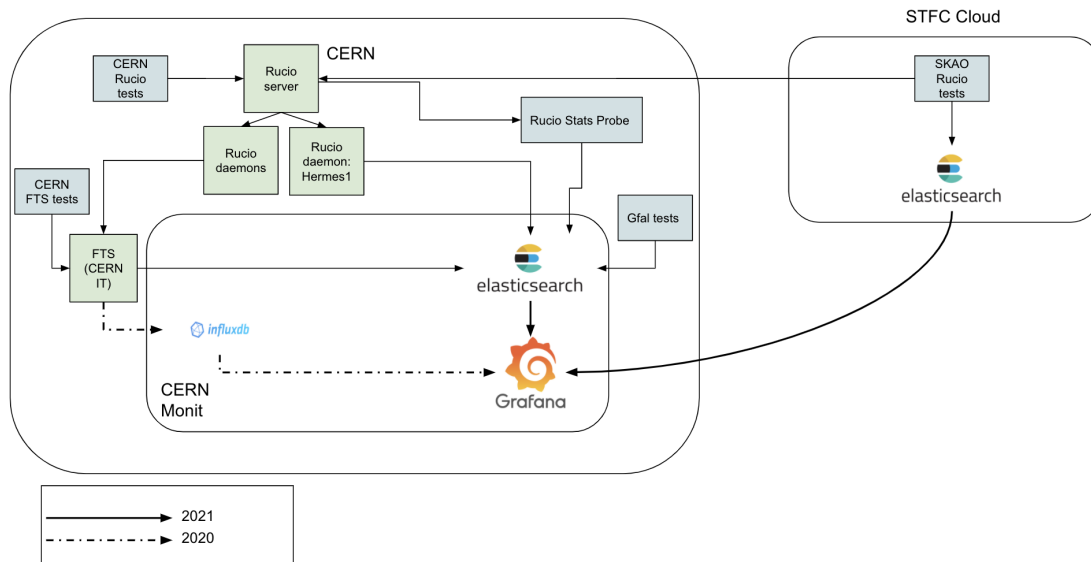 STFC Cloud
CERN
CERN
Rucio
tests
Rucio
server
SKAO
Rucio
tests
Rucio Stats Probe
Rucio
daemons
Rucio
daemon:
Hermes1
CERN
FTS tests
elasticsearch
Gfal tests
FTS
(CERN
IT)
elasticsearch
influxdb
Grafana
CERN
Monit
2021
2020